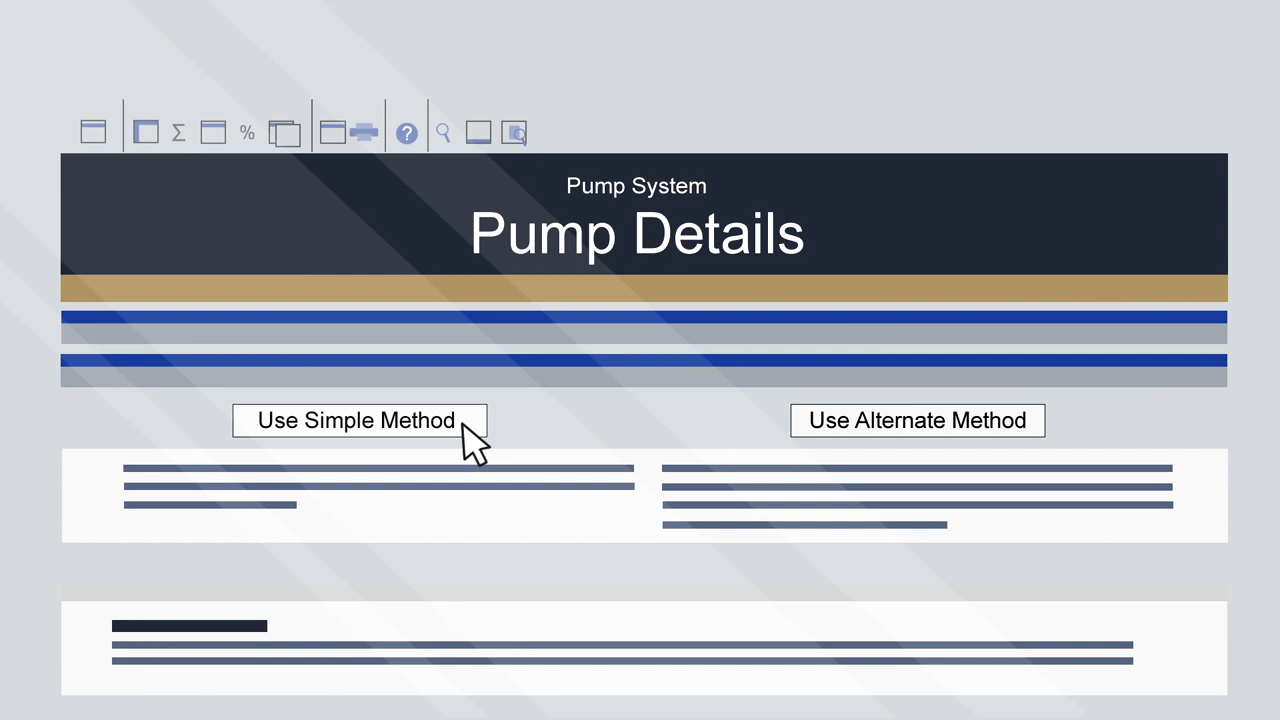 Σ %
?
Pump System
Pump Details
Use Simple Method
Use Alternate Method